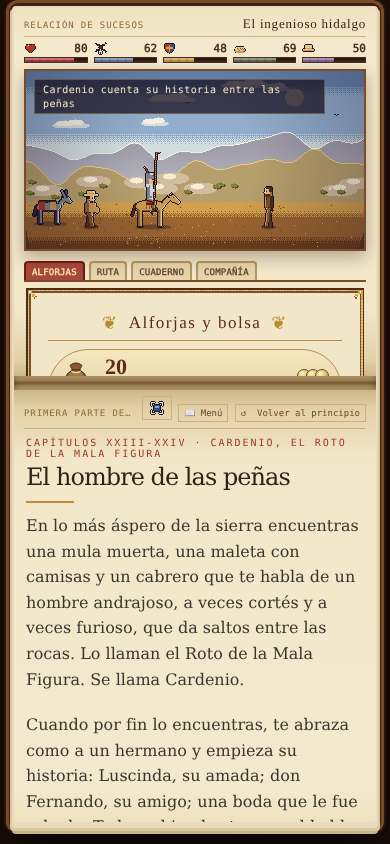 RELACIÓN DE SUCESOS
El ingenioso hidalgo
80
62
48
69
50
Cardenio cuenta su historia entre las
peñas
ALFORJAS
RUTA
CUADERNO
COMPAÑÍA
Alforjas y bolsa
20
PRIMERA PARTE DE…
Menú
↺ Volver al principio
CAPÍTULOS XXIII-XXIV · CARDENIO, EL ROTO
DE LA MALA FIGURA
El hombre de las peñas
En lo más áspero de la sierra encuentras
una mula muerta, una maleta con
camisas y un cabrero que te habla de un
hombre andrajoso, a veces cortés y a
veces furioso, que da saltos entre las
rocas. Lo llaman el Roto de la Mala
Figura. Se llama Cardenio.
Cuando por fin lo encuentras, te abraza
como a un hermano y empieza su
historia: Luscinda, su amada; don
Fernando, su amigo; una boda que le fue